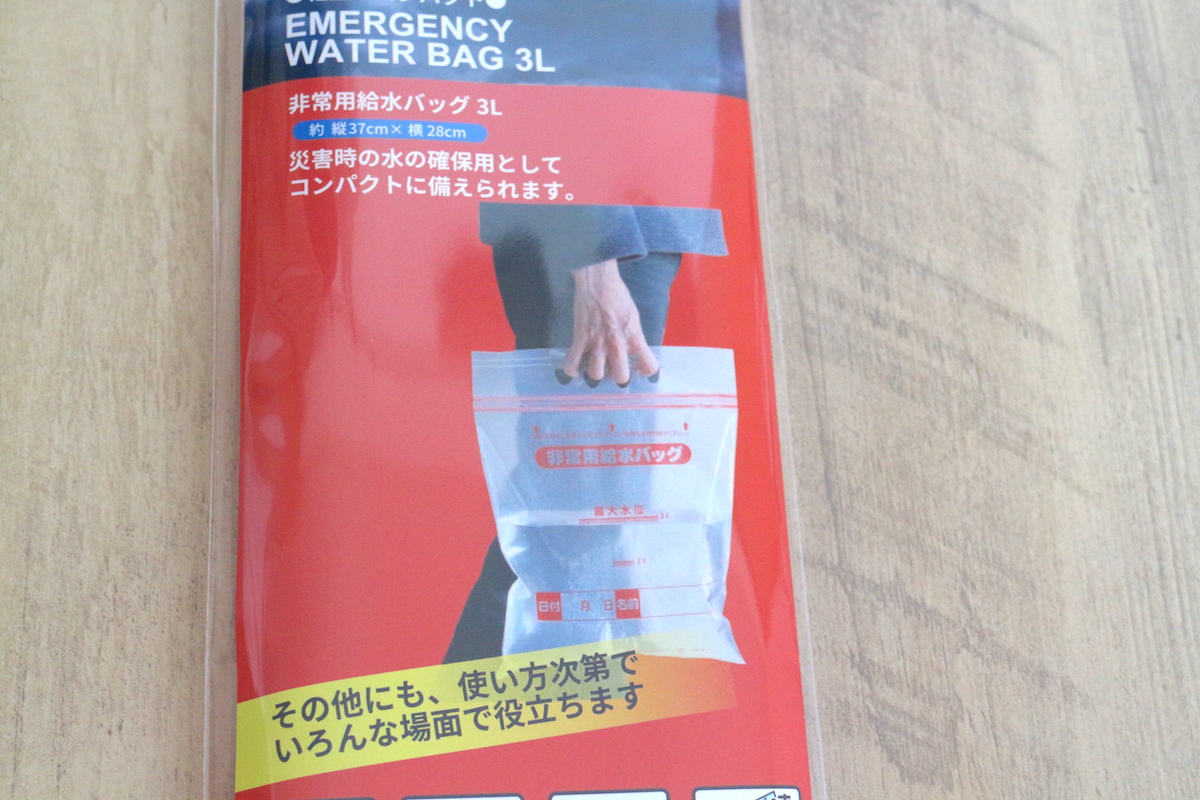 EMERGENCY
WATER BAG 3L
非常用給水バッグ 3L
約 縦37cm× 横 28cm
災害時の水の確保用として
コンパクトに備えられます。
非常用給水バッグ
最大水位
日付 月 日 名前
その他にも、使い方次第で
いろんな場面で役立ちます